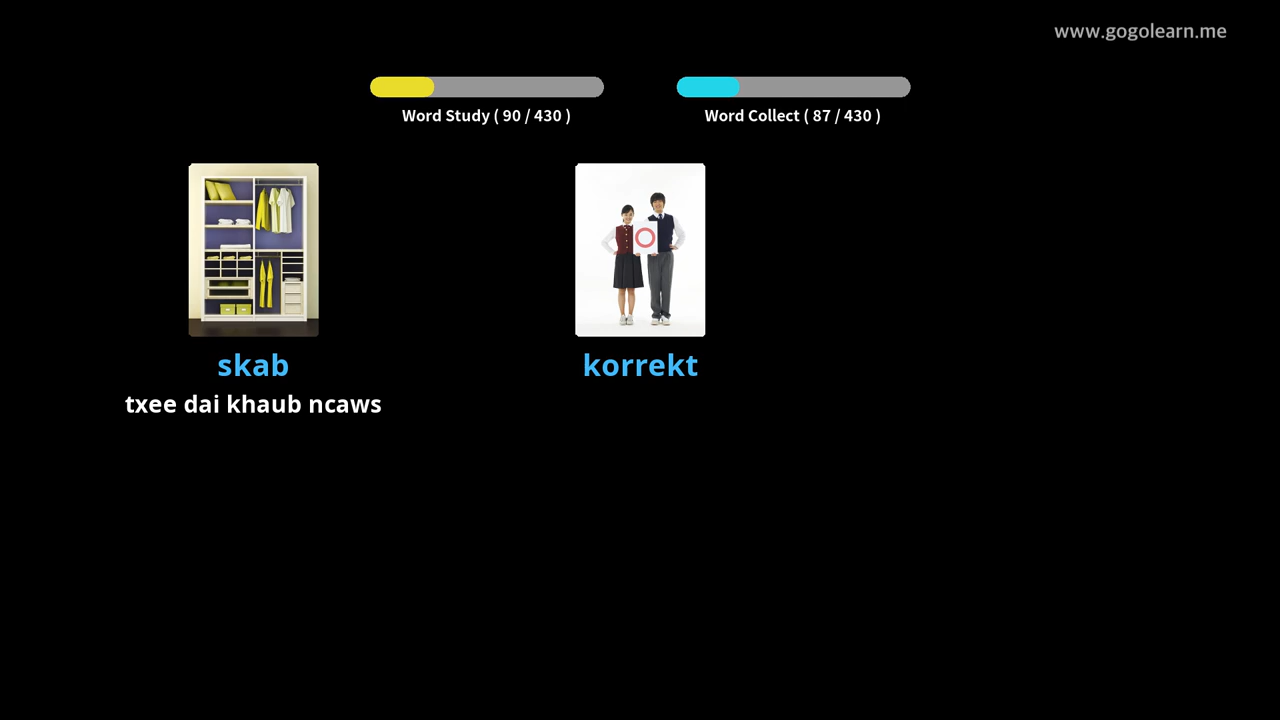 www.gogolearn.me
Word Study ( 90 / 430 )
Word Collect ( 87 / 430 )
skab
txee dai khaub ncaws
korrekt